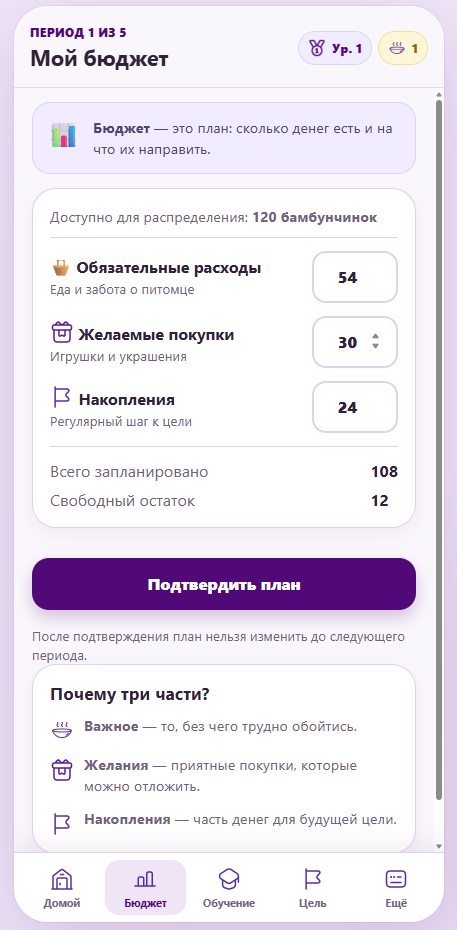 ПЕРИОД 1 ИЗ 5
Мой бюджет
Ур. 1
1
Бюджет — это план: сколько денег есть и на
что их направить.
Доступно для распределения: 120 бамбунчинок
Обязательные расходы
Еда и забота о питомце
54
Желаемые покупки
Игрушки и украшения
30
Накопления
Регулярный шаг к цели
24
Всего запланировано 108
Свободный остаток 12
Подтвердить план
После подтверждения план нельзя изменить до следующего
периода.
Почему три части?
Важное — то, без чего трудно обойтись.
Желания — приятные покупки, которые
можно отложить.
Накопления — часть денег для будущей цели.
Домой Бюджет Обучение Цель Ещё